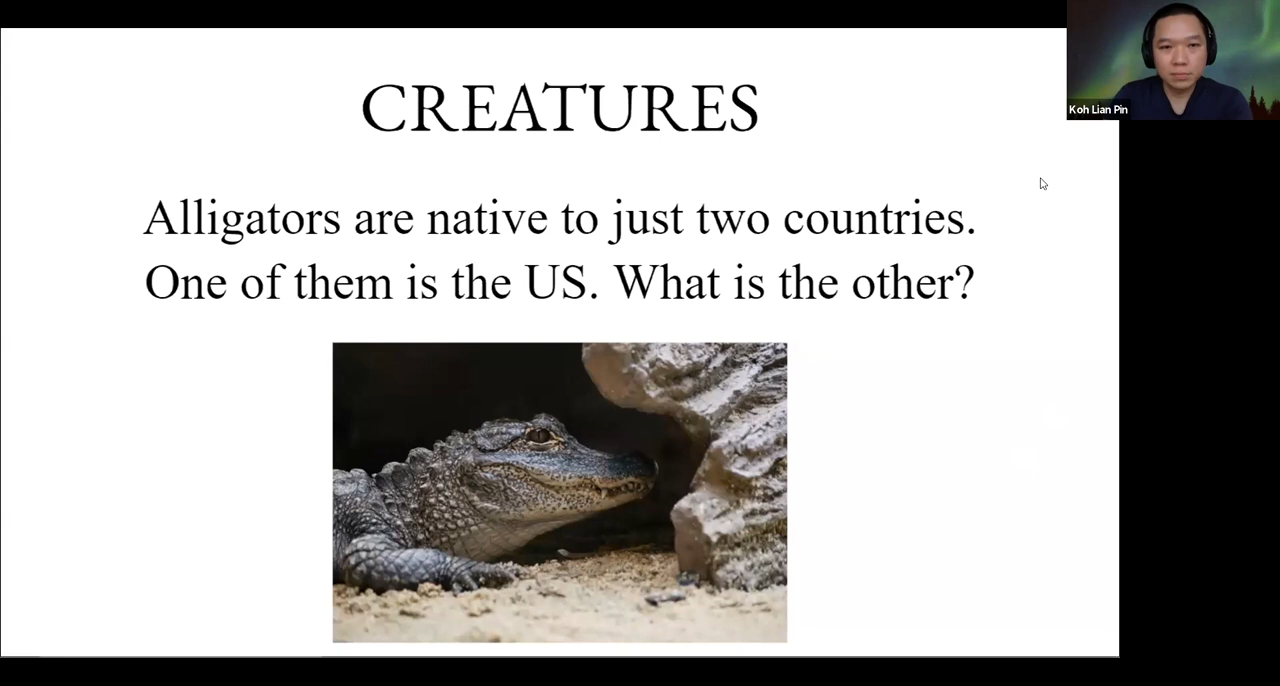 CREATURES
Koh Lian Pin
Alligators are native to just two countries.
One of them is the US. What is the other?